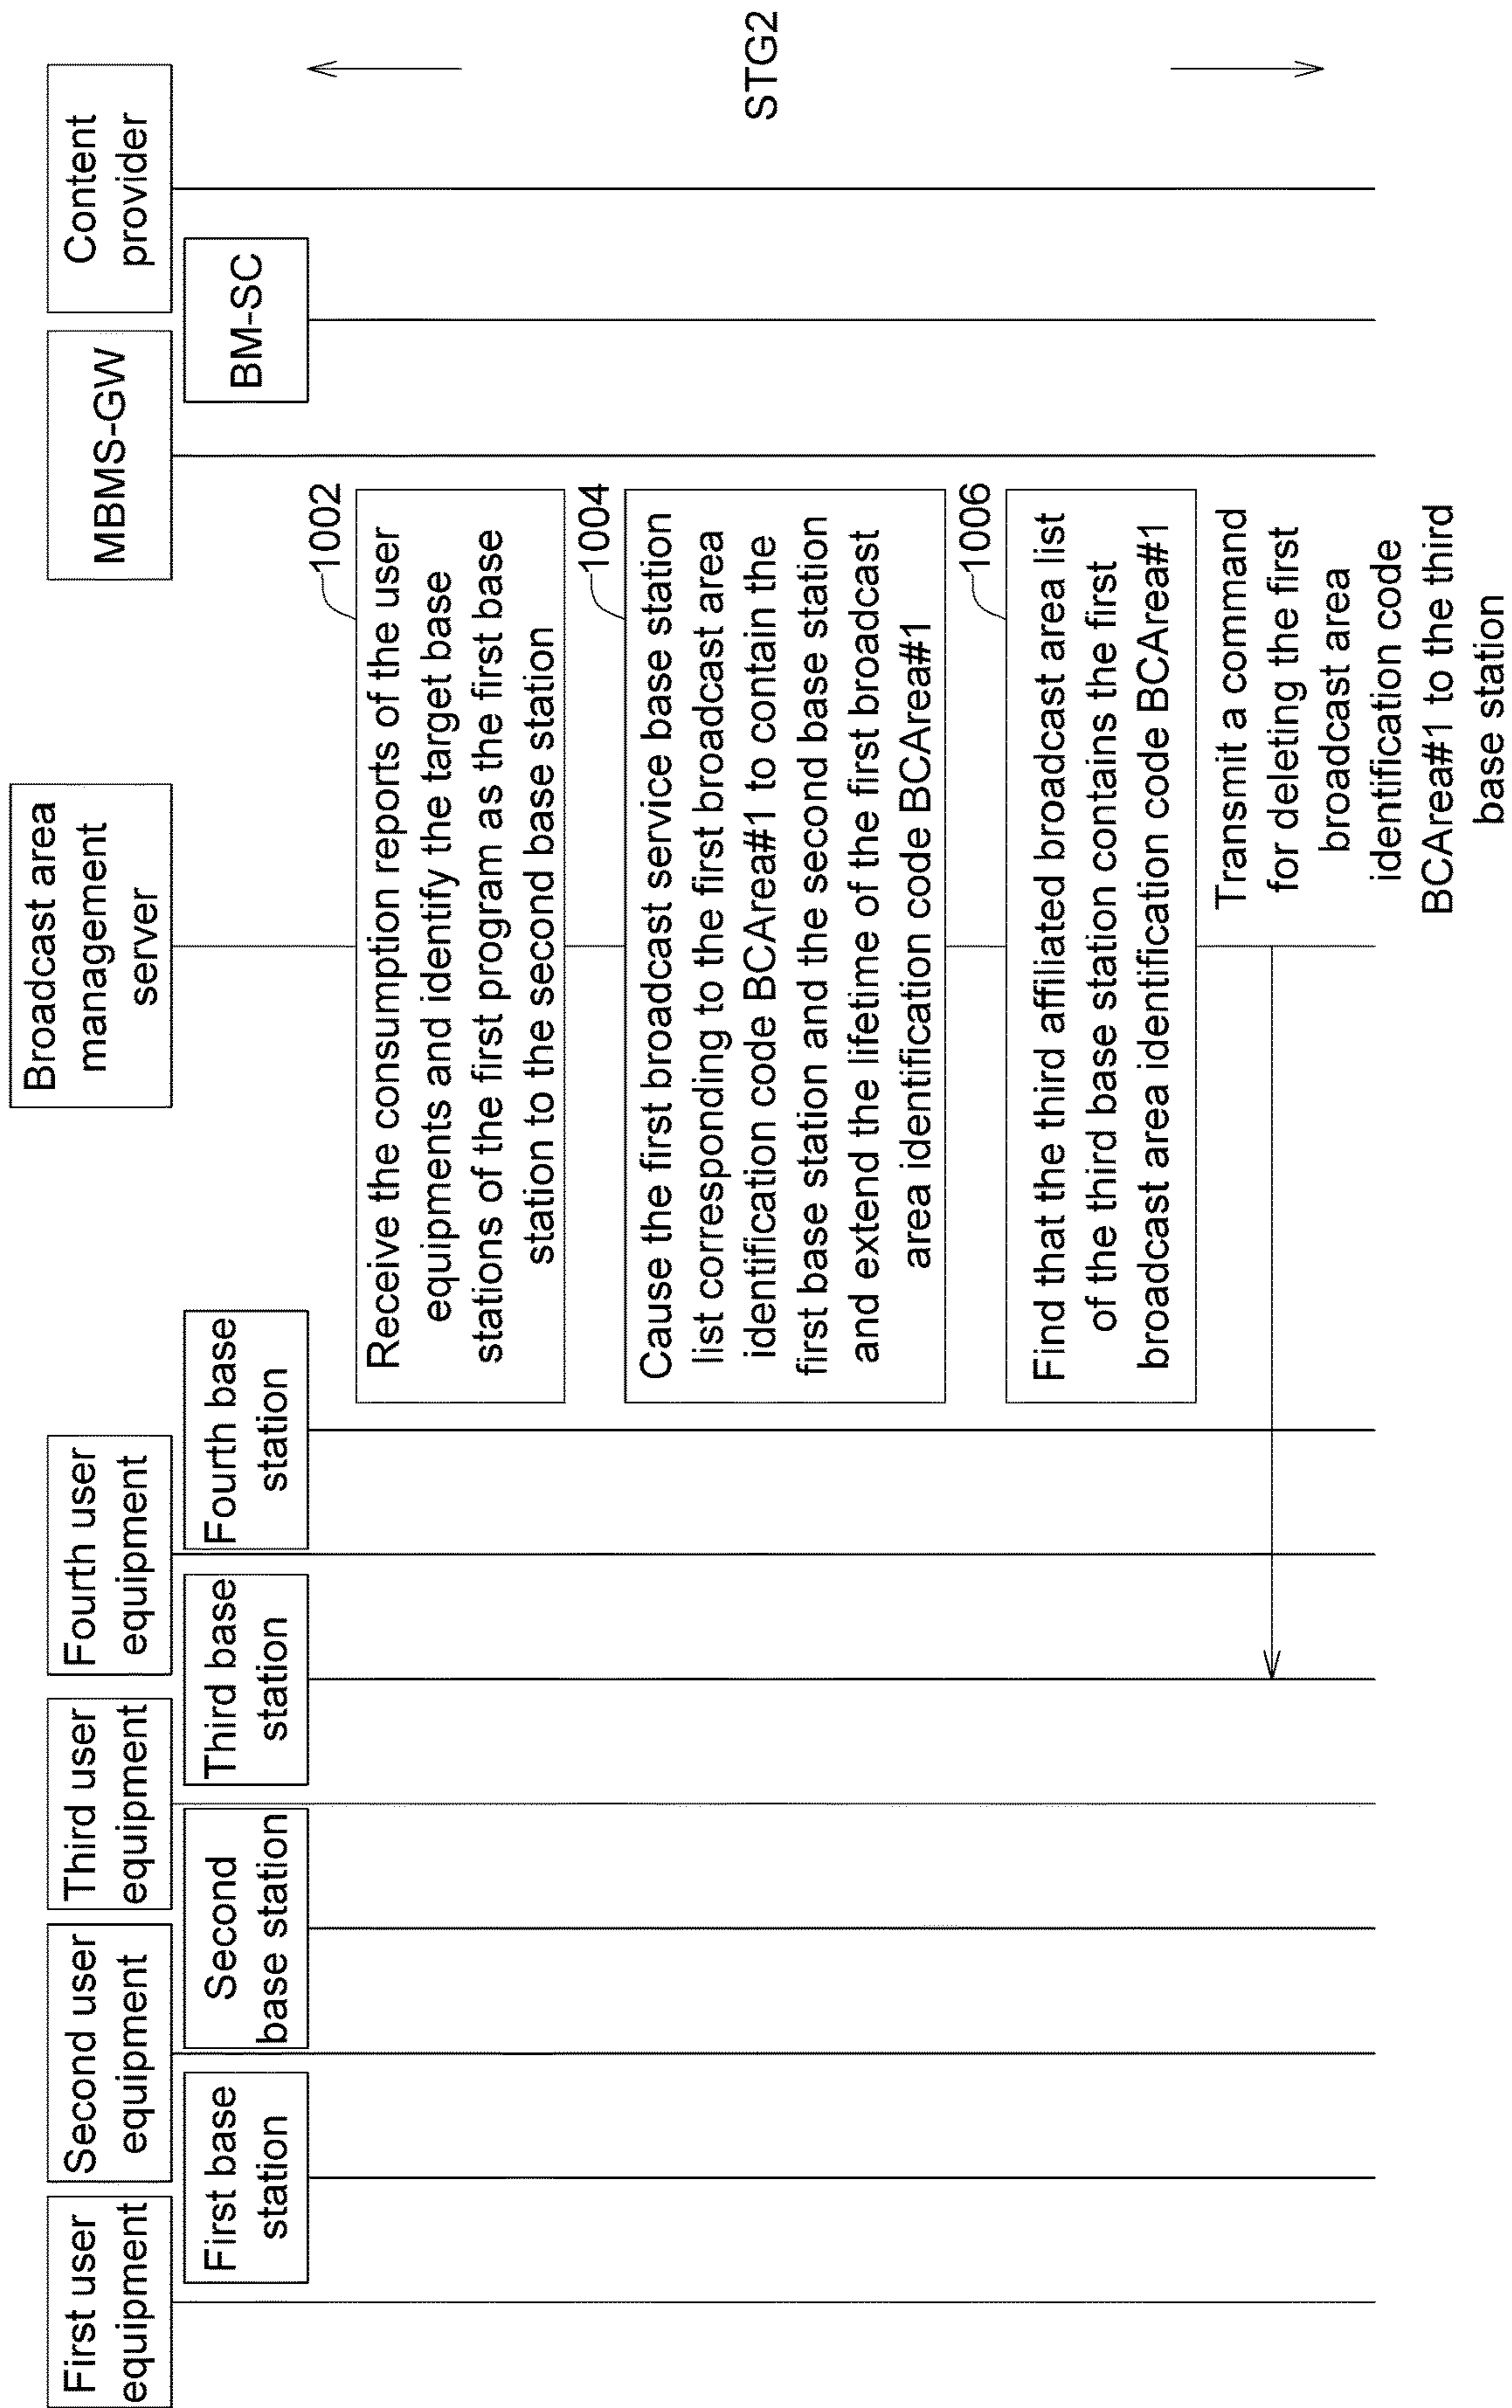 First user
equipment
First base
station
Second user
equipment
Second
base station
Third user
equipment
Third base
station
Fourth user
equipment
Fourth base
station
Broadcast area
management
server
MBMS-GW
BM-SC
Content
provider
1002
Receive the consumption reports of the user
equipments and identify the target base
stations of the first program as the first base
station to the second base station
1004
Cause the first broadcast service base station
list corresponding to the first broadcast area
identification code BCArea#1 to contain the
first base station and the second base station
and extend the lifetime of the first broadcast
area identification code BCArea#1
1006
Find that the third affiliated broadcast area list
of the third base station contains the first
broadcast area identification code BCArea#1
Transmit a command
for deleting the first
broadcast area
identification code
BCArea#1 to the third
base station
STG2